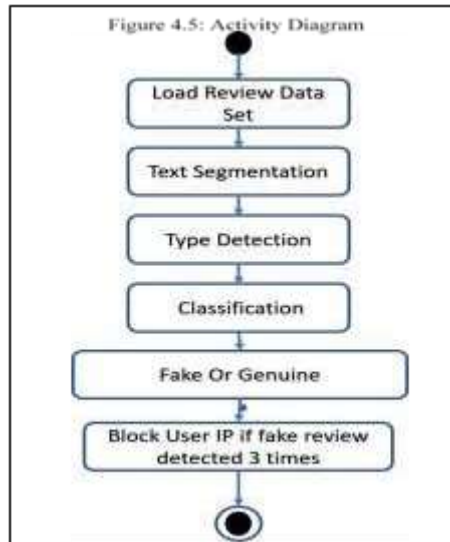 Figure 4.5: Activity Diagram
Load Review Data
Set
Text Segmentation
Type Detection
Classification
Fake Or Genuine
Block User IP if fake review
detected 3 times